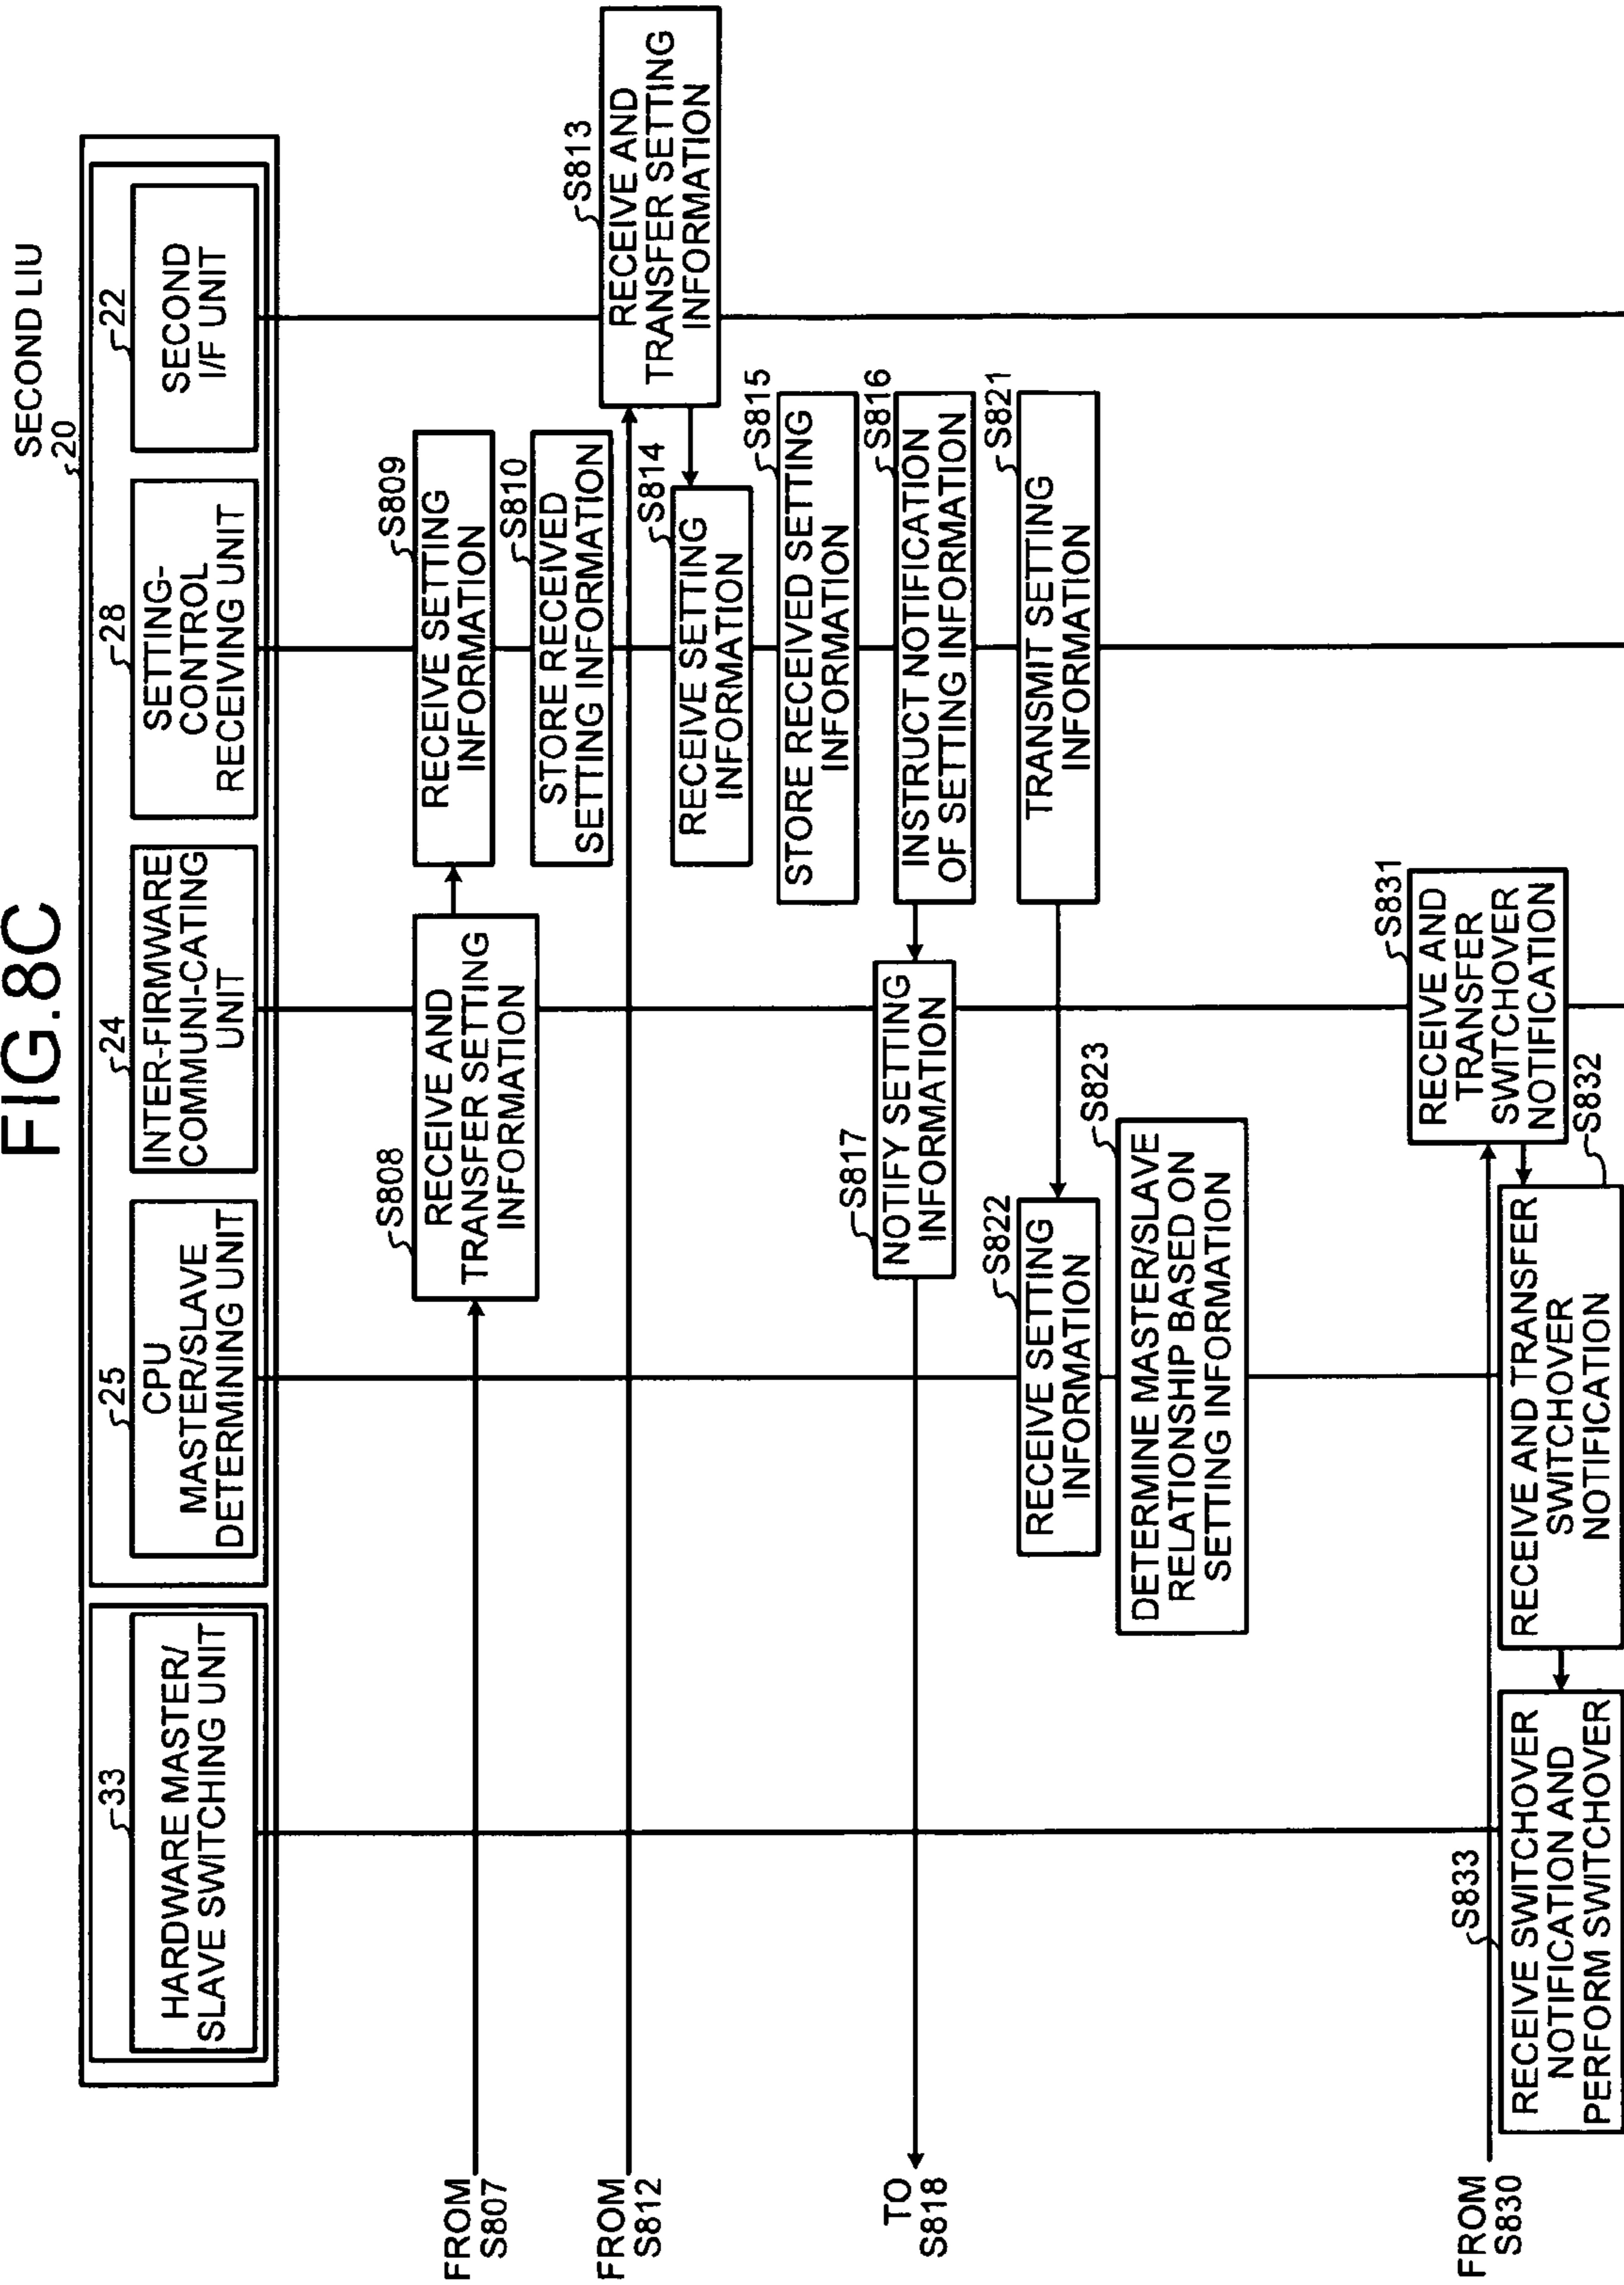 FIG.8C
SECOND LIU
20
33
HARDWARE MASTER/
SLAVE SWITCHING UNIT
25
CPU
MASTER/SLAVE
DETERMINING UNIT
24
INTER-FIRMWARE
COMMUNI-CATING
UNIT
28
SETTING-
CONTROL
RECEIVING UNIT
22
SECOND
I/F UNIT
FROM
S807
S808
RECEIVE AND
TRANSFER SETTING
INFORMATION
S809
RECEIVE SETTING
INFORMATION
S810
STORE RECEIVED
SETTING INFORMATION
FROM
S812
S813
RECEIVE AND
TRANSFER SETTING
INFORMATION
S814
RECEIVE SETTING
INFORMATION
S815
STORE RECEIVED SETTING
INFORMATION
S816
INSTRUCT NOTIFICATION
OF SETTING INFORMATION
S817
NOTIFY SETTING
INFORMATION
TO
S818
S821
TRANSMIT SETTING
INFORMATION
S822
RECEIVE SETTING
INFORMATION
S823
DETERMINE MASTER/SLAVE
RELATIONSHIP BASED ON
SETTING INFORMATION
FROM
S830
S831
RECEIVE AND
TRANSFER
SWITCHOVER
NOTIFICATION
S832
RECEIVE AND TRANSFER
SWITCHOVER
NOTIFICATION
S833
RECEIVE SWITCHOVER
NOTIFICATION AND
PERFORM SWITCHOVER